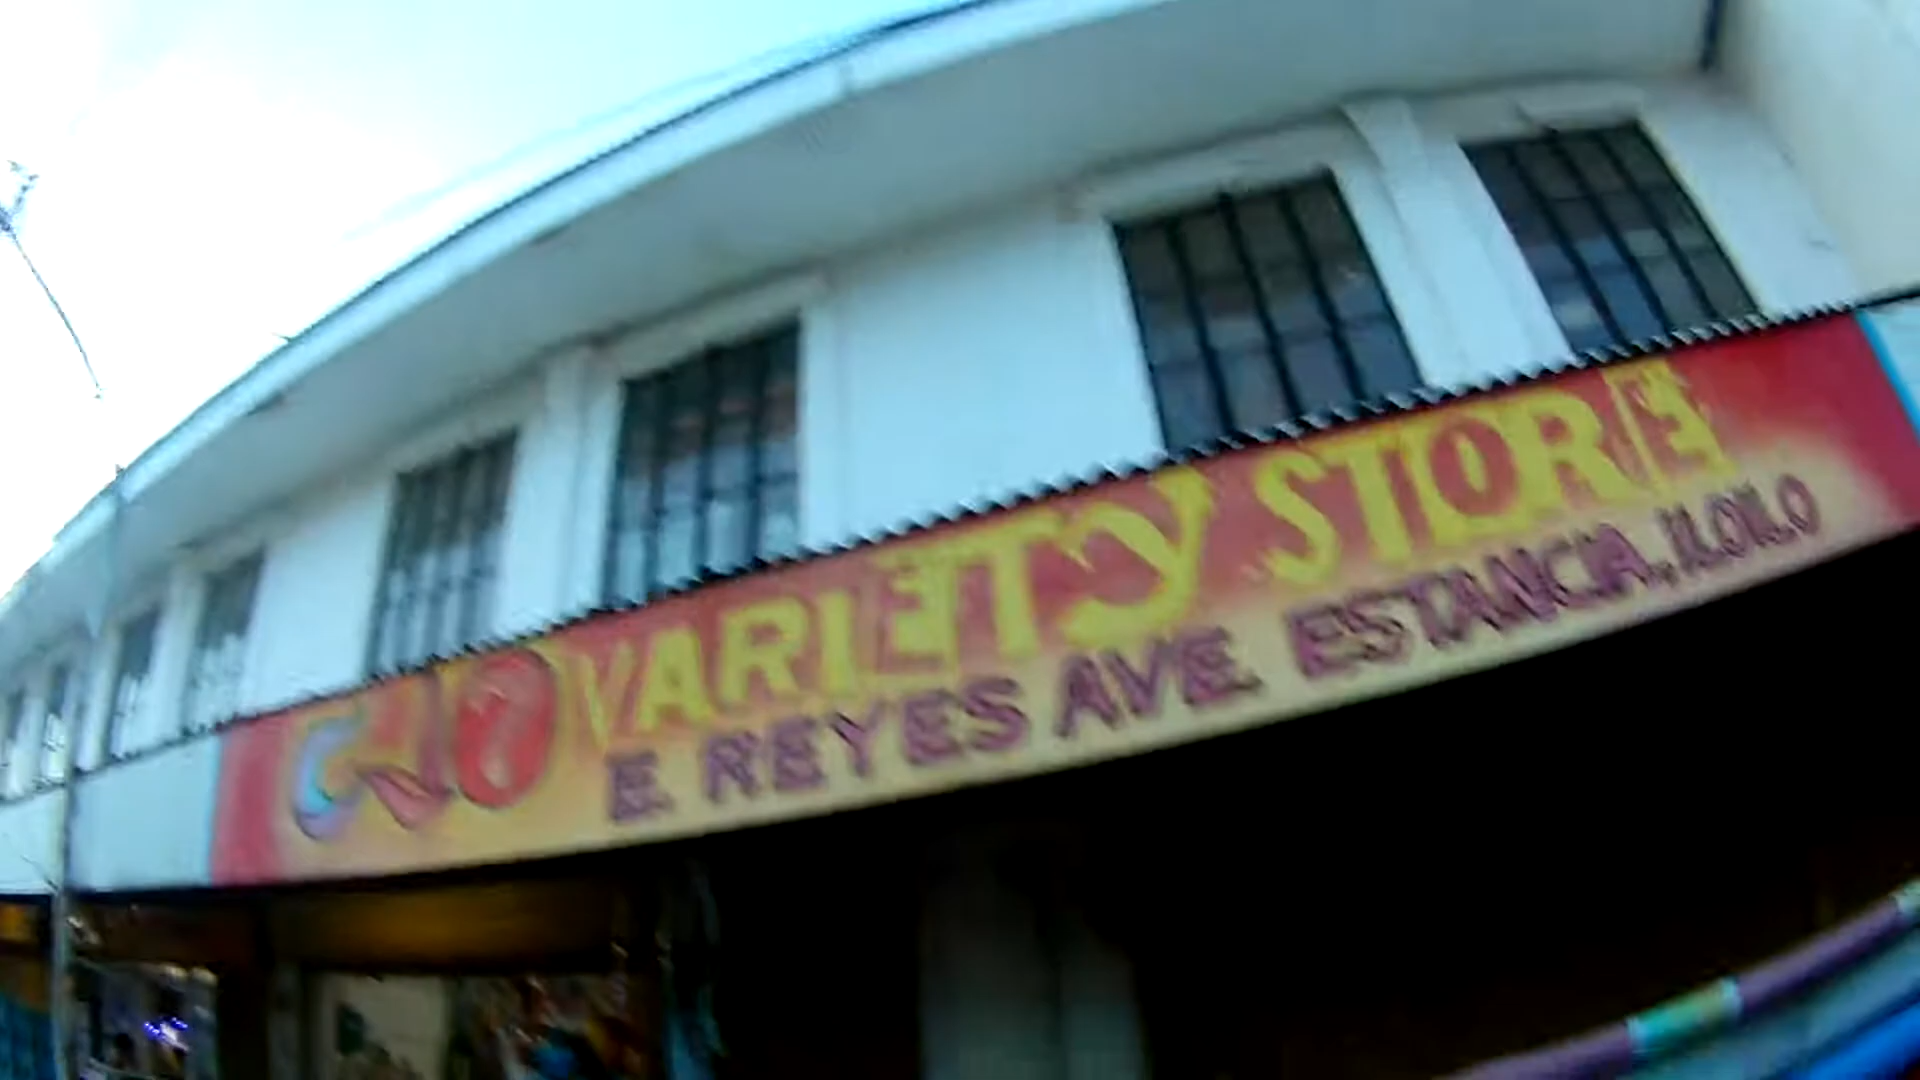 VARIETY STORE
E. REYES AVE. ESTANCIA, ILOILO